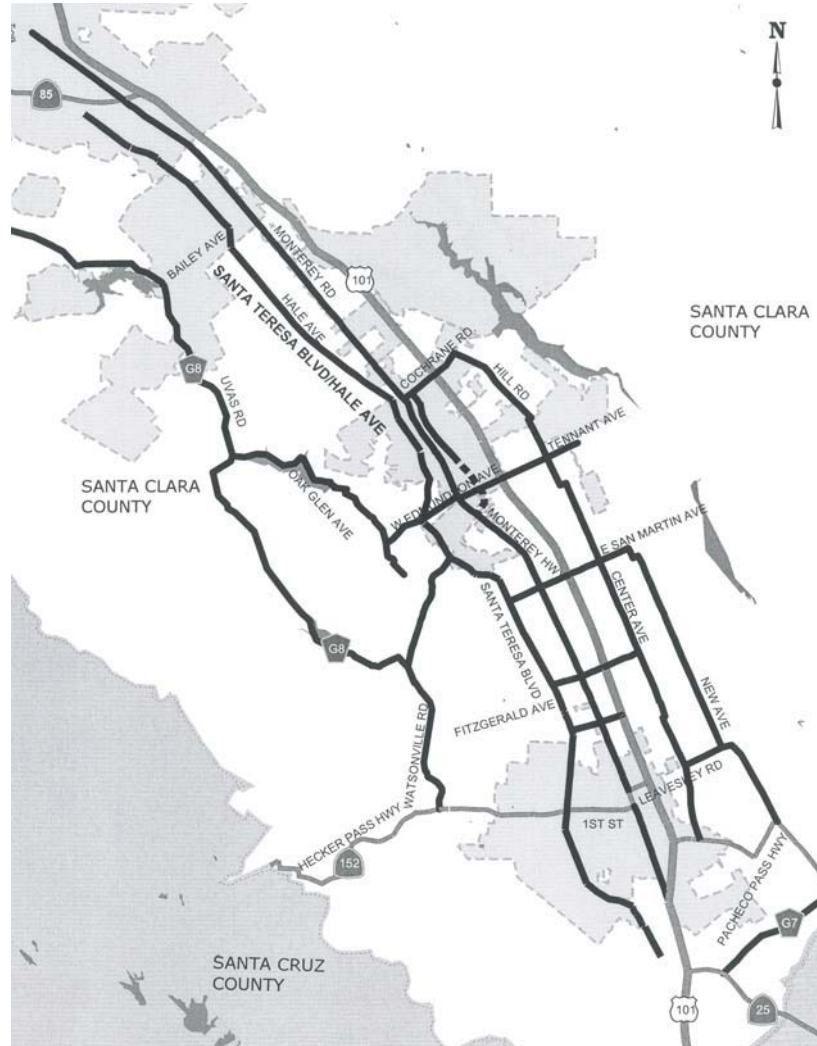 N
85
BAILEY AVE
MONTEREY RD
101
SANTA TERESA BLVD/HALE AVE
HALE AVE
SANTA CLARA
COUNTY
COCHRANE RD
HILL RD
G8
UVAS RD
TENNANT AVE
SANTA CLARA
COUNTY
OAK GLEN AVE
W EDMUNDSON AVE
MONTEREY HW
E SAN MARTIN AVE
CENTER AVE
SANTA TERESA BLVD
G8
NEW AVE
FITZGERALD AVE
WATSONVILLE RD
LEAVESLEY RD
1ST ST
HECKER PASS HWY
152
PACHECO PASS HWY
G7
SANTA CRUZ
COUNTY
101
25